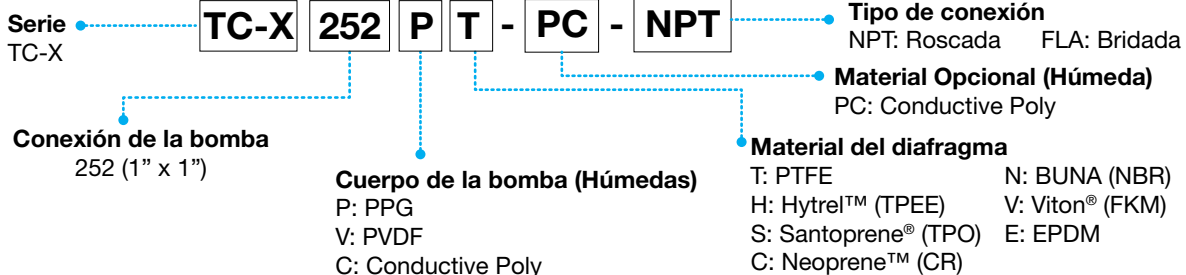 Serie
TC-X
TC-X 252 P T - PC - NPT
Tipo de conexión
NPT: Roscada FLA: Bridada
Material Opcional (Húmeda)
PC: Conductive Poly
Conexión de la bomba
252 (1” x 1”)
Cuerpo de la bomba (Húmedas)
P: PPG
V: PVDF
C: Conductive Poly
Material del diafragma
T: PTFE N: BUNA (NBR)
H: Hytrel™ (TPEE) V: Viton® (FKM)
S: Santoprene® (TPO) E: EPDM
C: Neoprene™ (CR)